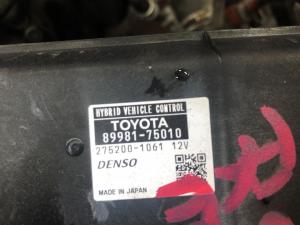 HYBRID VEHICLE CONTROL
TOYOTA
89981-75010
275200-1061 12V
DENSO
MADE IN JAPAN